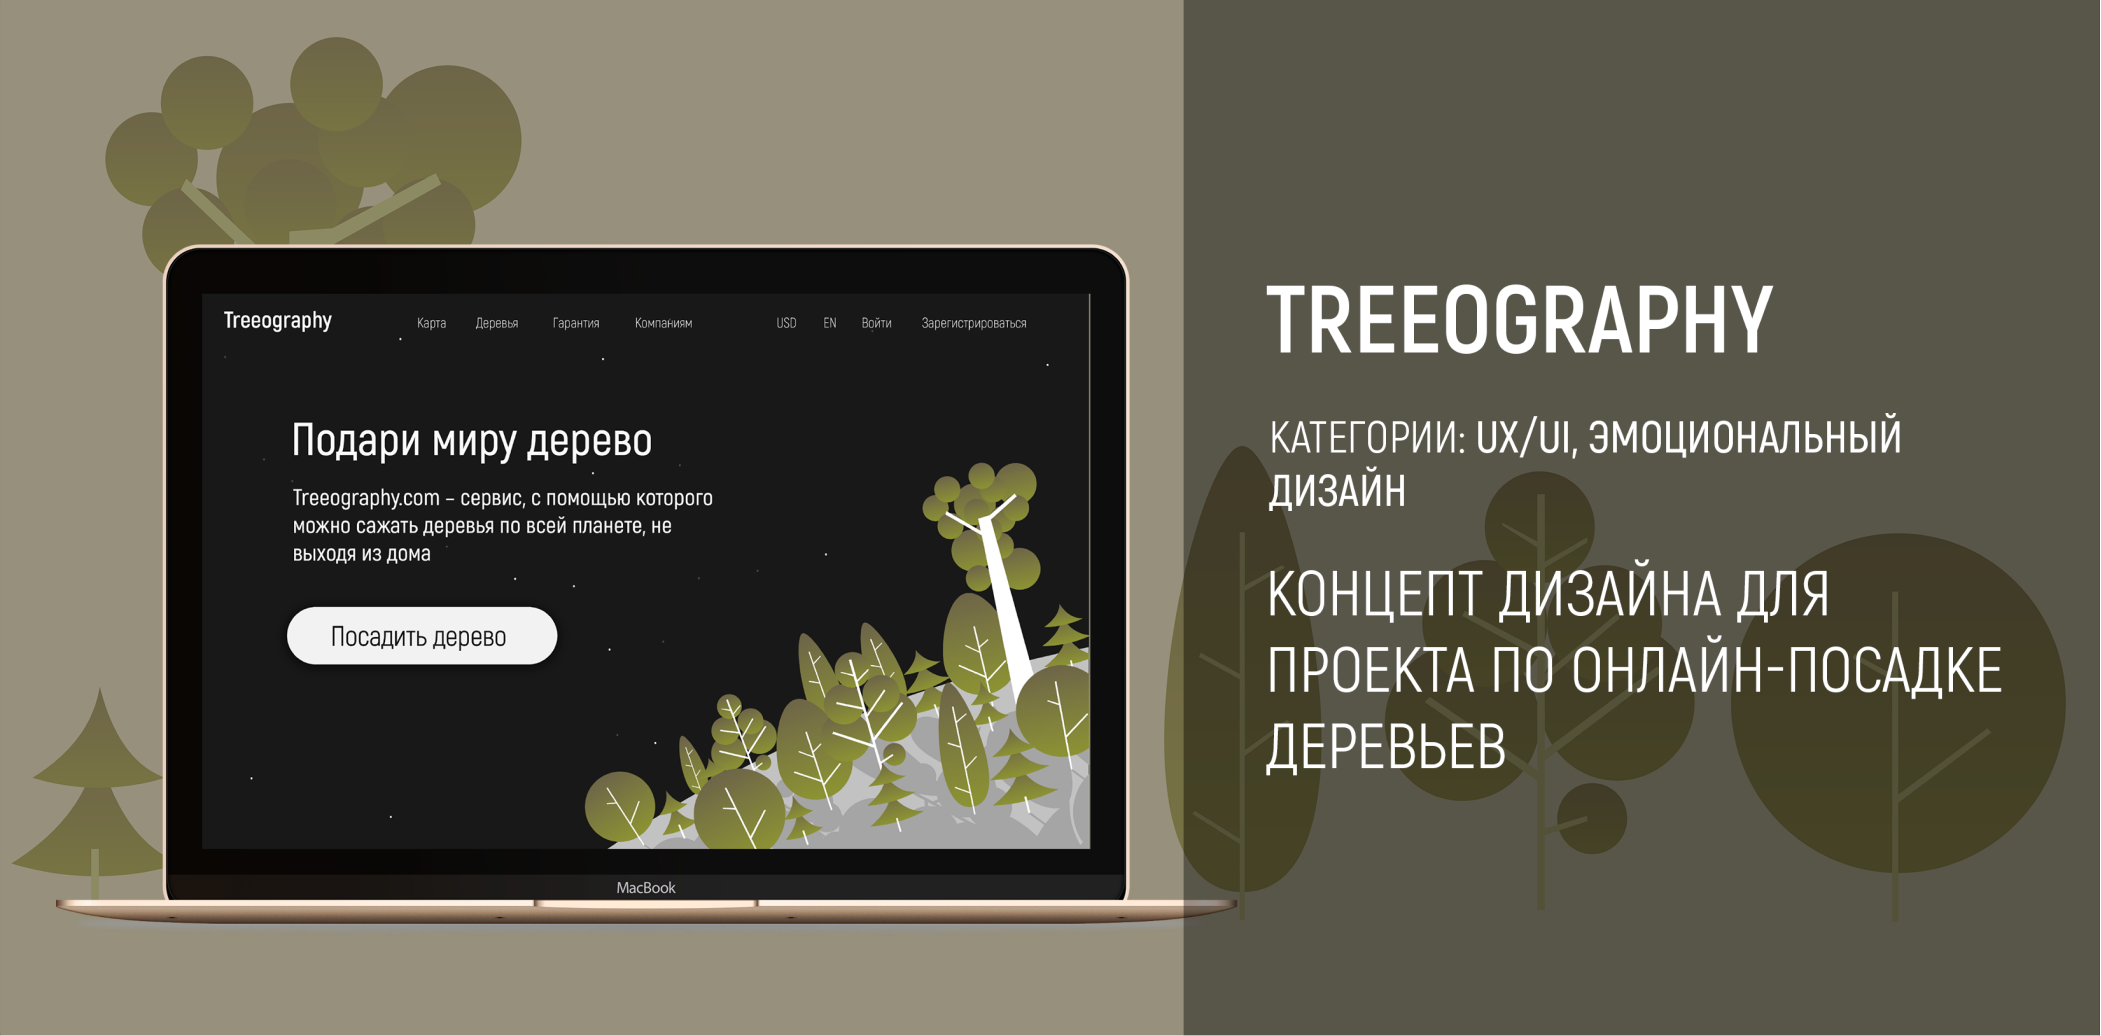 Treeography
Карта Деревья Гарантия Компаниям USD EN Войти Зарегистрироваться
Подари миру дерево
Treeography.com – сервис, с помощью которого
можно сажать деревья по всей планете, не
выходя из дома
Посадить дерево
MacBook
TREEOGRAPHY
КАТЕГОРИИ: UX/UI, ЭМОЦИОНАЛЬНЫЙ
ДИЗАЙН
КОНЦЕПТ ДИЗАЙНА ДЛЯ
ПРОЕКТА ПО ОНЛАЙН-ПОСАДКЕ
ДЕРЕВЬЕВ